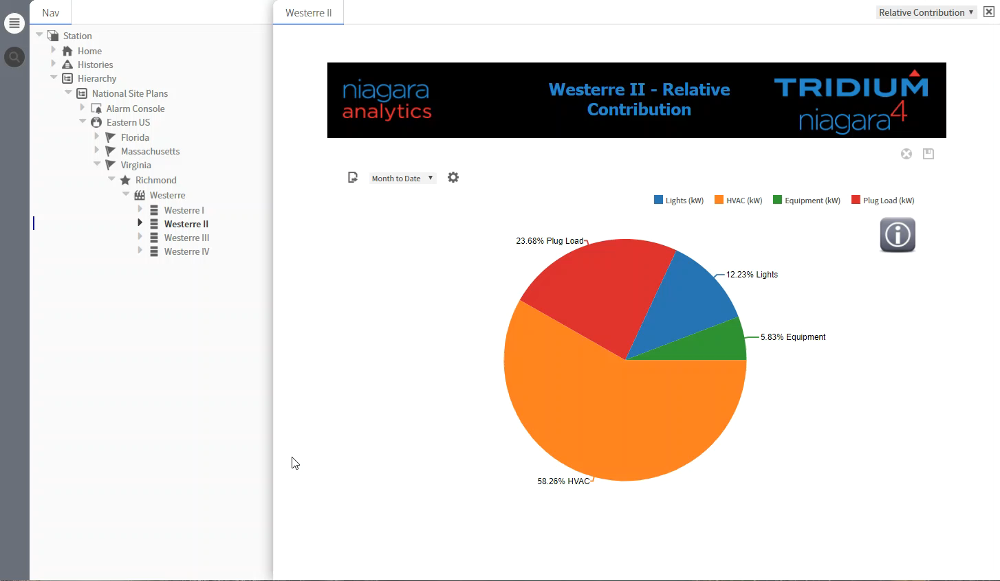 Nav
Station
Home
Histories
Hierarchy
National Site Plans
Alarm Console
Eastern US
Florida
Massachusetts
Virginia
Richmond
Westerre
Westerre I
Westerre II
Westerre III
Westerre IV
Westerre II
Relative Contribution
niagara
analytics
Westerre II - Relative
Contribution
TRIDIUM
niagara4
Month to Date
Lights (kW) HVAC (kW) Equipment (kW) Plug Load (kW)
23.68% Plug Load
12.23% Lights
5.83% Equipment
58.26% HVAC